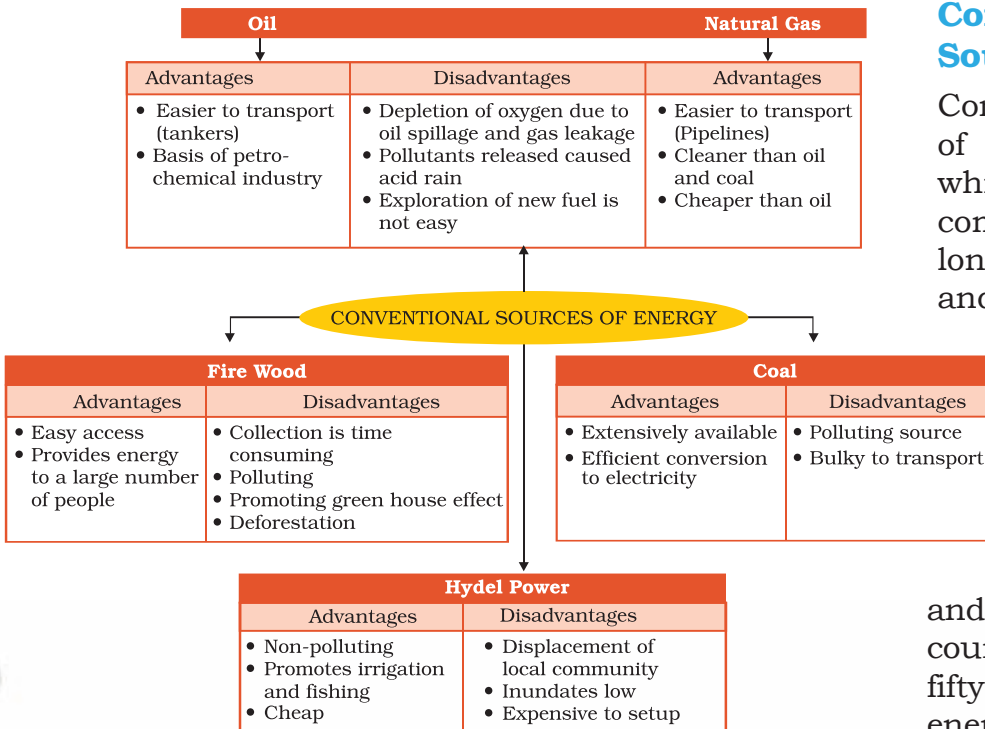 Oil
Natural Gas
Advantages
Disadvantages
Advantages
• Easier to transport
(tankers)
• Basis of petro-
chemical industry
• Depletion of oxygen due to
oil spillage and gas leakage
• Pollutants released caused
acid rain
• Exploration of new fuel is
not easy
• Easier to transport
(Pipelines)
• Cleaner than oil
and coal
• Cheaper than oil
CONVENTIONAL SOURCES OF ENERGY
Fire Wood
Advantages
Disadvantages
• Easy access
• Provides energy
to a large number
of people
• Collection is time
consuming
• Polluting
• Promoting green house effect
• Deforestation
Coal
Advantages
Disadvantages
• Extensively available
• Efficient conversion
to electricity
• Polluting source
• Bulky to transport
Hydel Power
Advantages
Disadvantages
• Non-polluting
• Promotes irrigation
and fishing
• Cheap
• Displacement of
local community
• Inundates low
• Expensive to setup
of
and
fifty